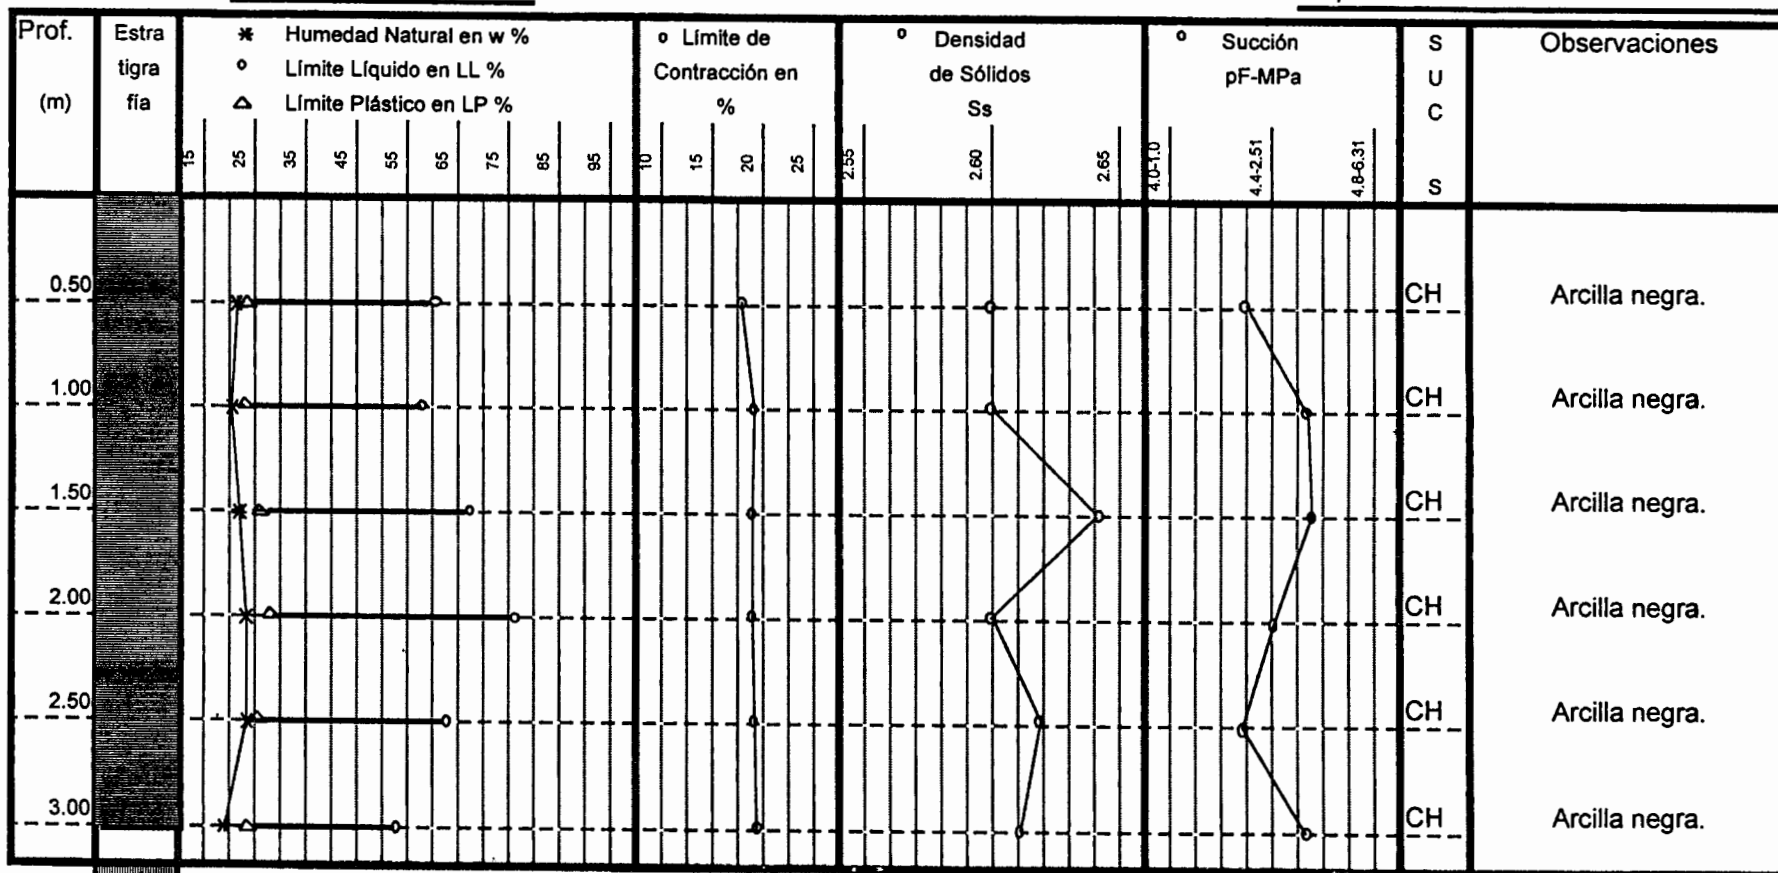 Prof.
(m)
Estra
tigra
fía
* Humedad Natural en w %
o Límite Líquido en LL %
△ Límite Plástico en LP %
15 25 35 45 55 65 75 85 95
o Límite de
Contracción en
%
10 15 20 25
o Densidad
de Sólidos
Ss
2.55 2.60 2.65
o Succión
pF-MPa
4.0-1.0 4.4-2.51 4.8-6.31
S
U
C
S
Observaciones
0.50 CH Arcilla negra.
1.00 CH Arcilla negra.
1.50 CH Arcilla negra.
2.00 CH Arcilla negra.
2.50 CH Arcilla negra.
3.00 CH Arcilla negra.